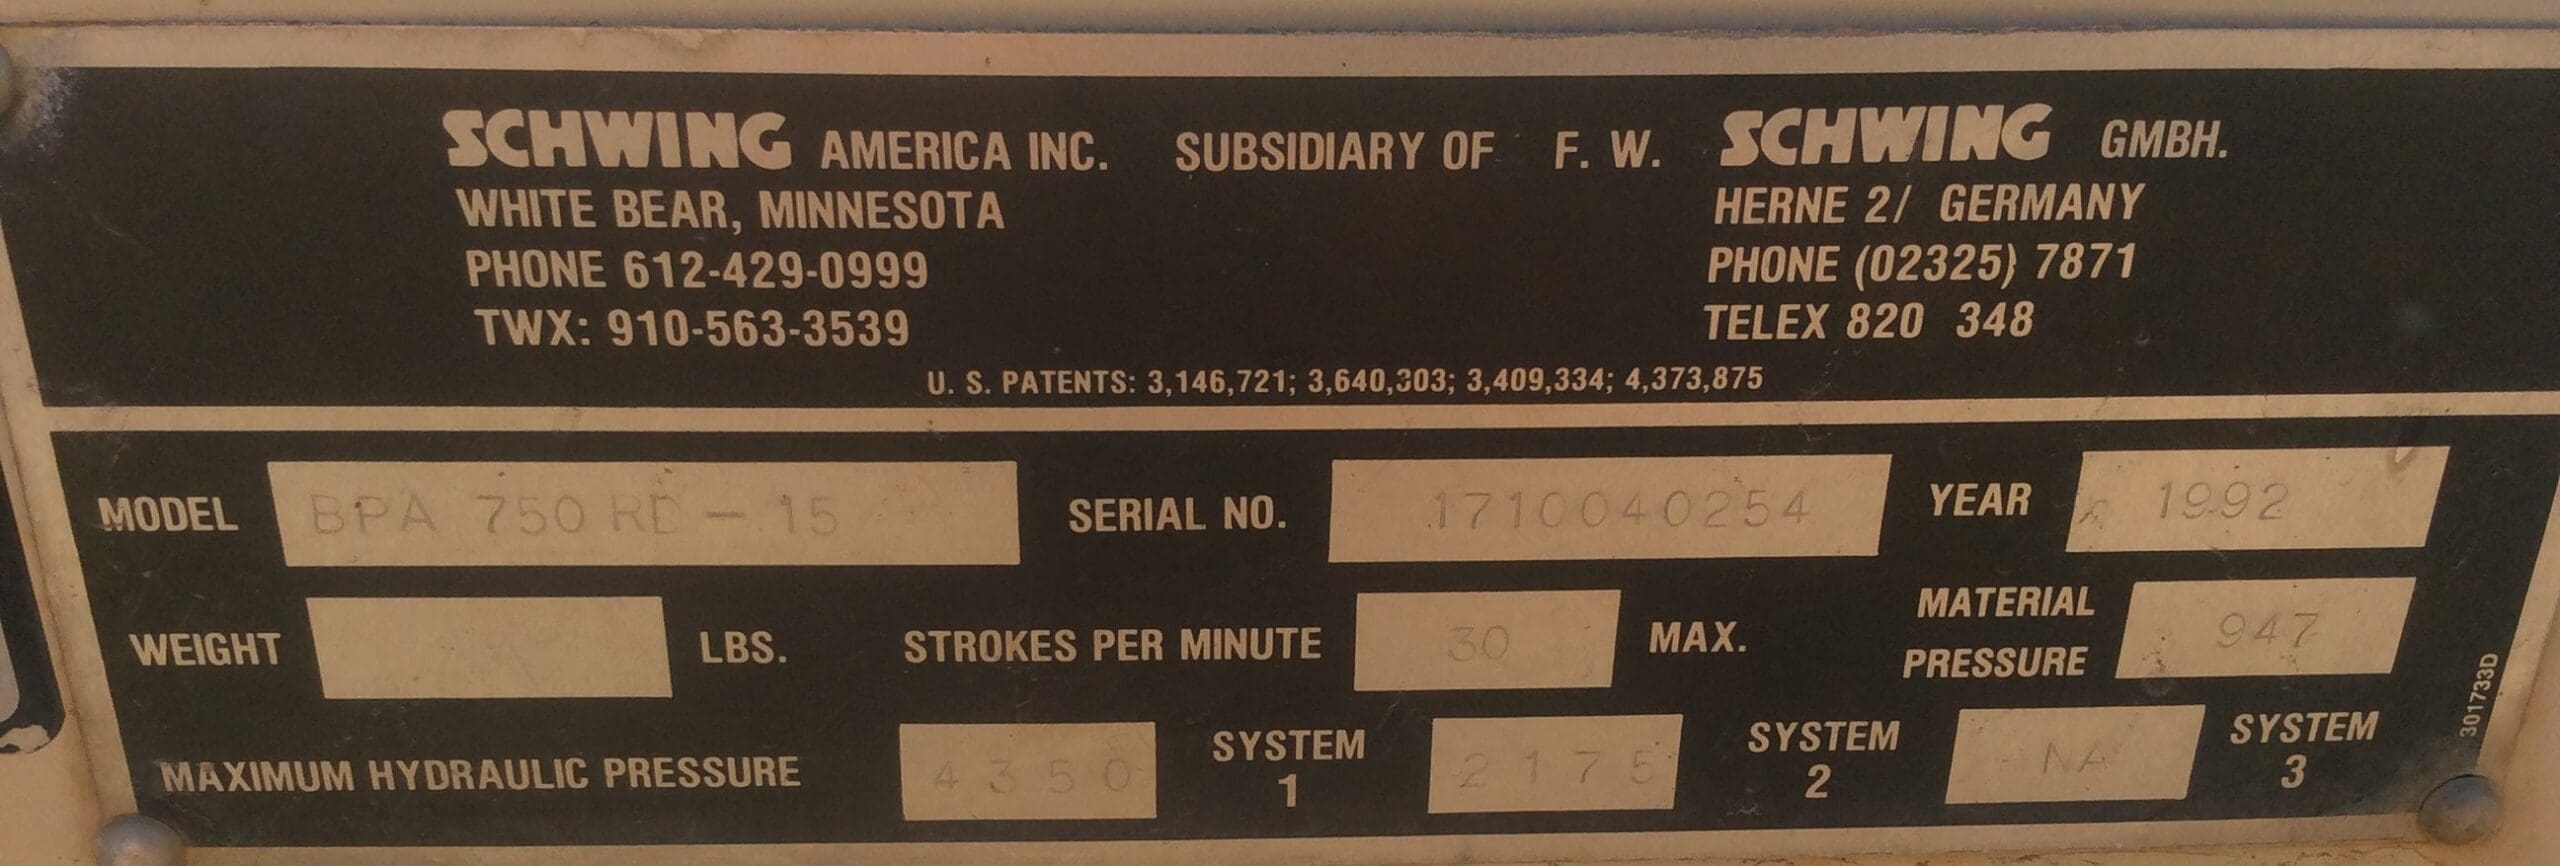 SCHWING AMERICA INC. SUBSIDIARY OF F. W. SCHWING GMBH.
WHITE BEAR, MINNESOTA HERNE 2/ GERMANY
PHONE 612-429-0999 PHONE (02325) 7871
TWX: 910-563-3539 TELEX 820 348
U. S. PATENTS: 3,146,721; 3,640,303; 3,409,334; 4,373,875
MODEL BPA 750 RD - 15 SERIAL NO. 1710040254 YEAR 1992
WEIGHT LBS. STROKES PER MINUTE 30 MAX. MATERIAL PRESSURE 947
MAXIMUM HYDRAULIC PRESSURE 4350 SYSTEM 1 2175 SYSTEM 2 NA SYSTEM 3
301733D